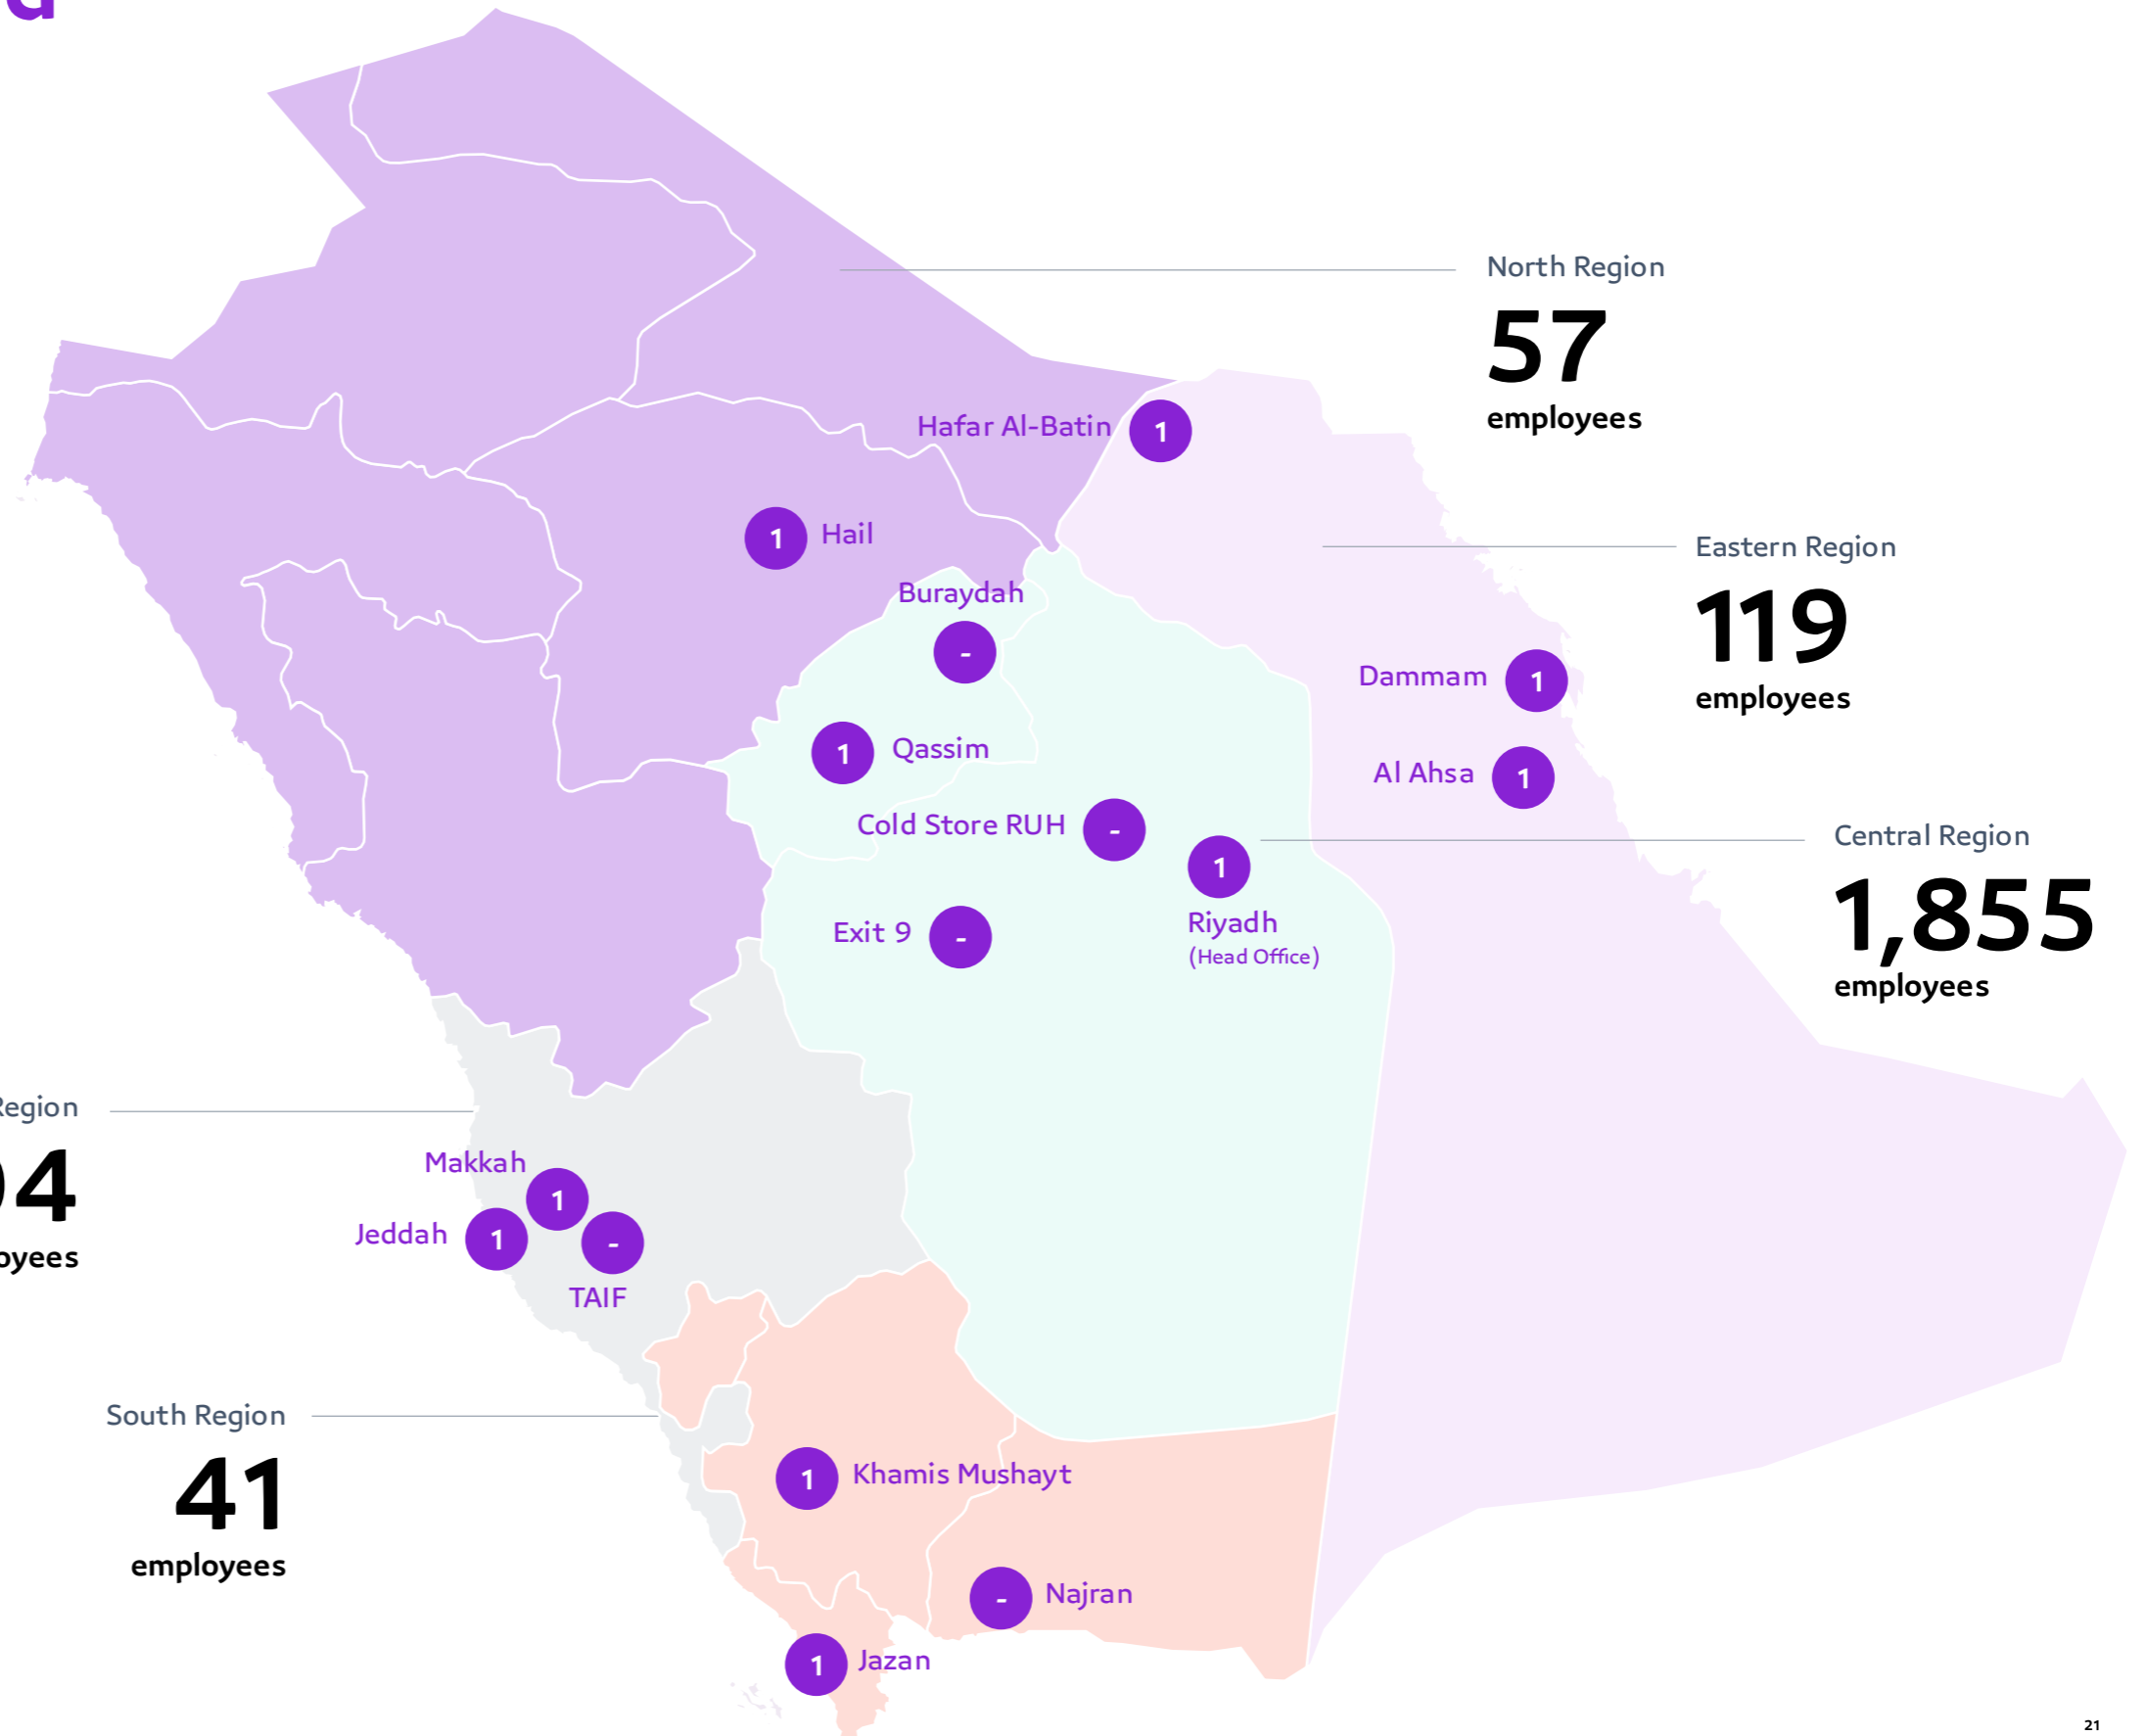 North Region
57
employees
Hafar Al-Batin 1
1 Hail
Eastern Region
119
employees
Buraydah
-
Dammam 1
1 Qassim
Al Ahsa 1
Cold Store RUH -
Central Region
1,855
employees
1
Riyadh
(Head Office)
Exit 9 -
Region
4
Makkah
1
Jeddah 1
-
TAIF
South Region
41
employees
1 Khamis Mushayt
- Najran
1 Jazan
21